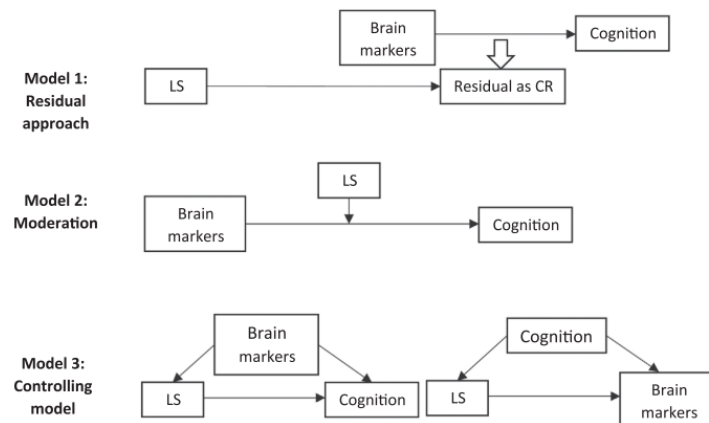 Brain
markers
Cognition
Model 1:
Residual
approach
LS
Residual as CR
LS
Model 2:
Moderation
Brain
markers
Cognition
Model 3:
Controlling
model
Brain
markers
LS
Cognition
Cognition
LS
Brain
markers